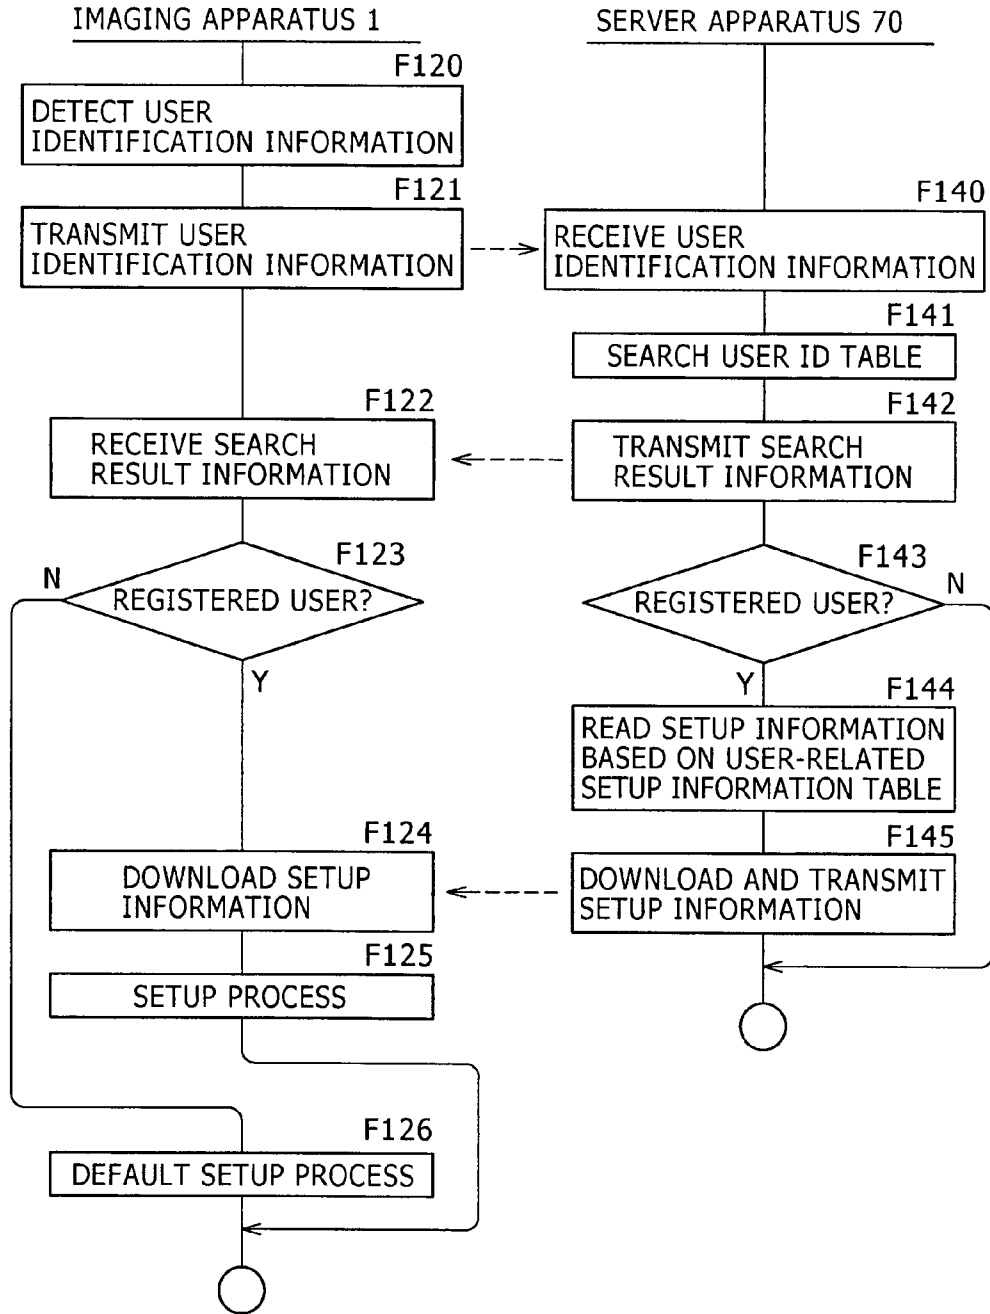 IMAGING APPARATUS 1
SERVER APPARATUS 70
F120
DETECT USER
IDENTIFICATION INFORMATION
F121
TRANSMIT USER
IDENTIFICATION INFORMATION
F140
RECEIVE USER
IDENTIFICATION INFORMATION
F141
SEARCH USER ID TABLE
F122
RECEIVE SEARCH
RESULT INFORMATION
F142
TRANSMIT SEARCH
RESULT INFORMATION
F123
N
REGISTERED USER?
Y
F143
REGISTERED USER?
N
Y
F144
READ SETUP INFORMATION
BASED ON USER-RELATED
SETUP INFORMATION TABLE
F124
DOWNLOAD SETUP
INFORMATION
F145
DOWNLOAD AND TRANSMIT
SETUP INFORMATION
F125
SETUP PROCESS
F126
DEFAULT SETUP PROCESS